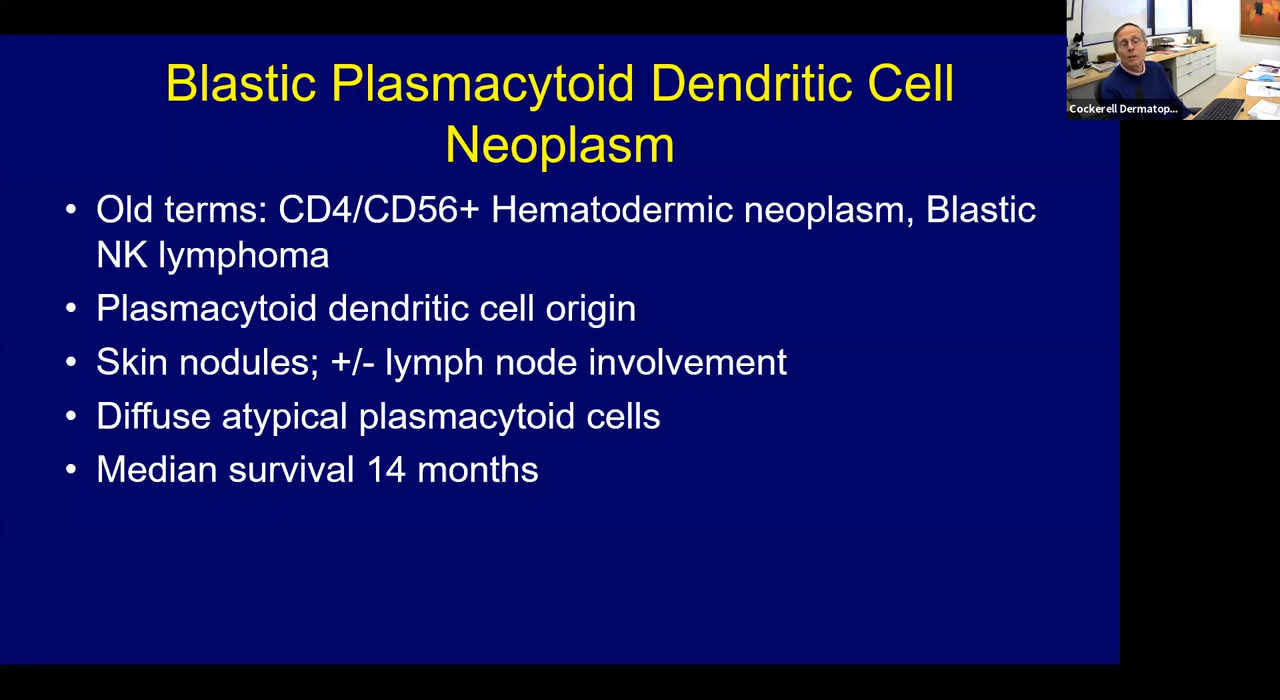 Blastic Plasmacytoid Dendritic Cell
Neoplasm
• Old terms: CD4/CD56+ Hematodermic neoplasm, Blastic
NK lymphoma
• Plasmacytoid dendritic cell origin
• Skin nodules; +/- lymph node involvement
• Diffuse atypical plasmacytoid cells
• Median survival 14 months
Cockerell Dermatop...